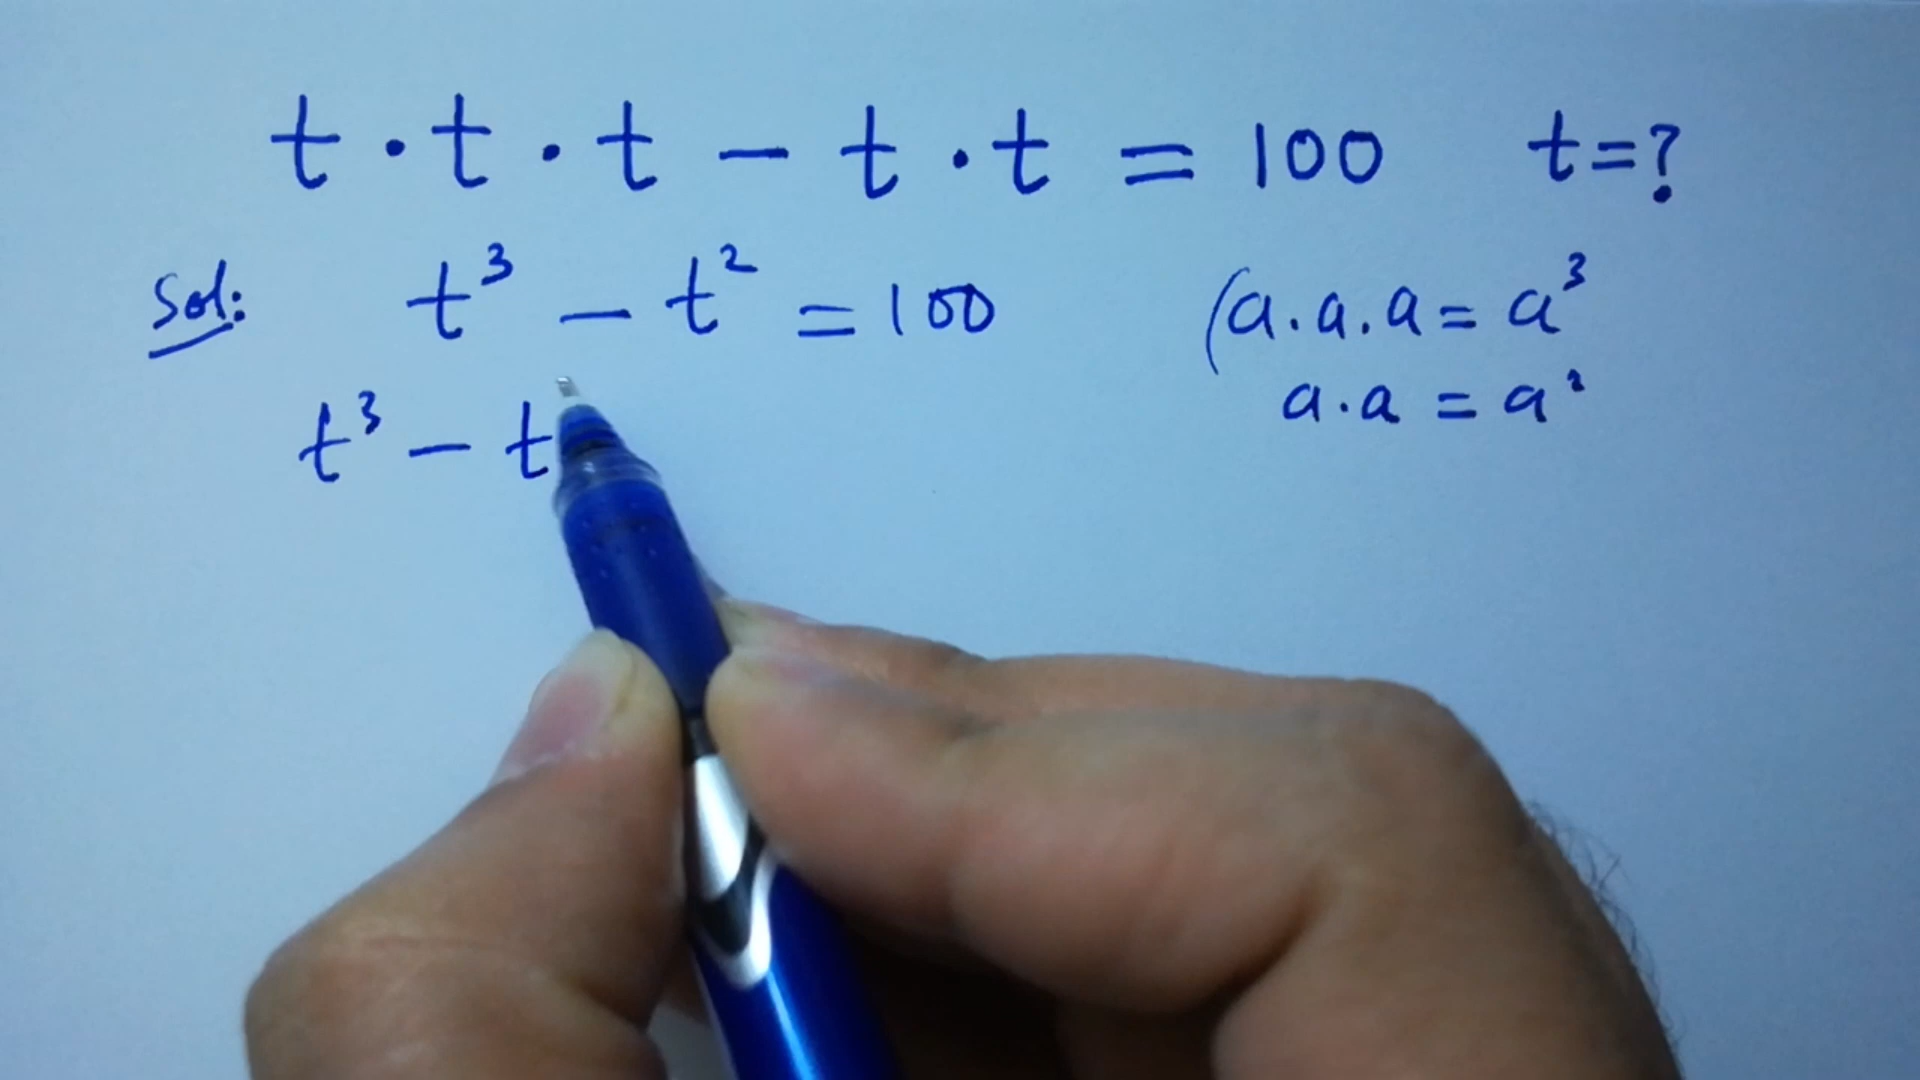 t · t · t − t · t = 100 t=?
Sol: t³ − t² = 100 (a.a.a = a³
a.a = a²
t³ − t